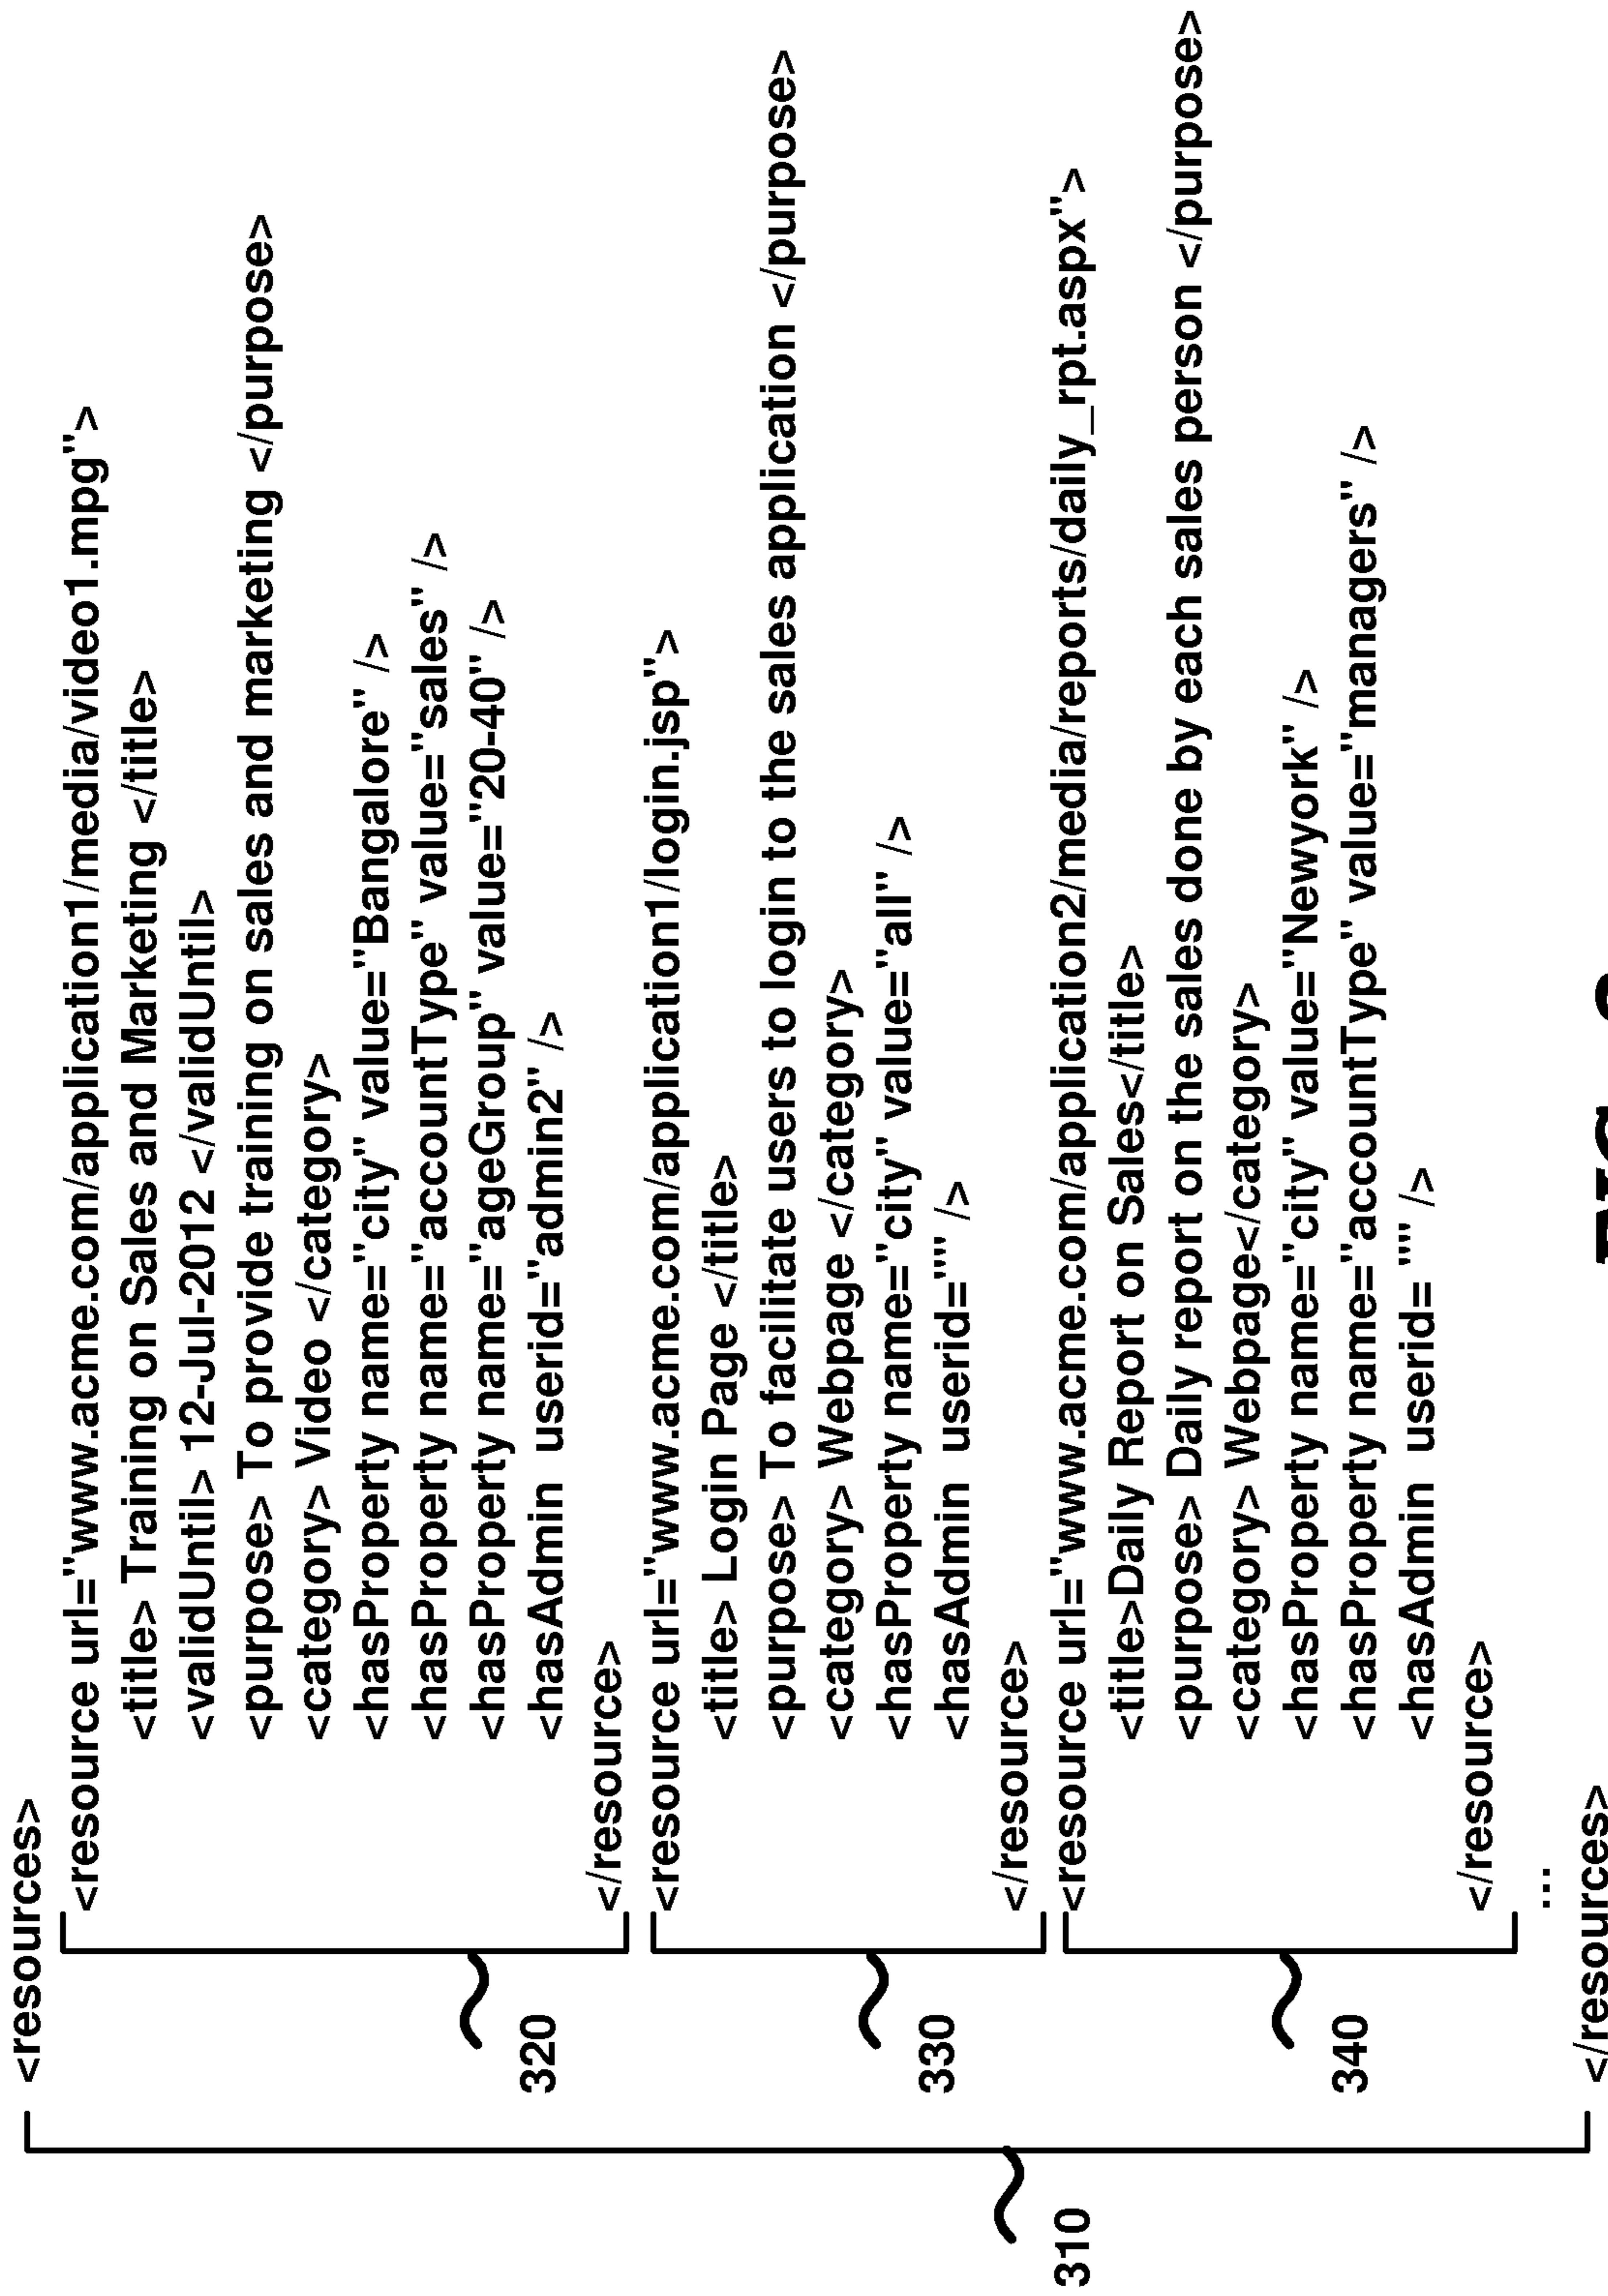 <resources>
<resource url="www.acme.com/application1/media/video1.mpg">
<title> Training on Sales and Marketing </title>
<validUntil> 12-Jul-2012 </validUntil>
<purpose> To provide training on sales and marketing </purpose>
<category> Video </category>
<hasProperty name="city" value="Bangalore" />
<hasProperty name="accountType" value="sales" />
<hasProperty name="ageGroup" value="20-40" />
<hasAdmin userid="admin2" />
</resource>
320
<resource url="www.acme.com/application1/login.jsp">
<title> Login Page </title>
<purpose> To facilitate users to login to the sales application </purpose>
<category> Webpage </category>
<hasProperty name="city" value="all" />
<hasAdmin userid="" />
</resource>
330
<resource url="www.acme.com/application2/media/reports/daily_rpt.aspx">
<title>Daily Report on Sales</title>
<purpose> Daily report on the sales done by each sales person </purpose>
<category> Webpage</category>
<hasProperty name="city" value="Newyork" />
<hasProperty name="accountType" value="managers" />
<hasAdmin userid= "" />
</resource>
340
...
</resources>
310